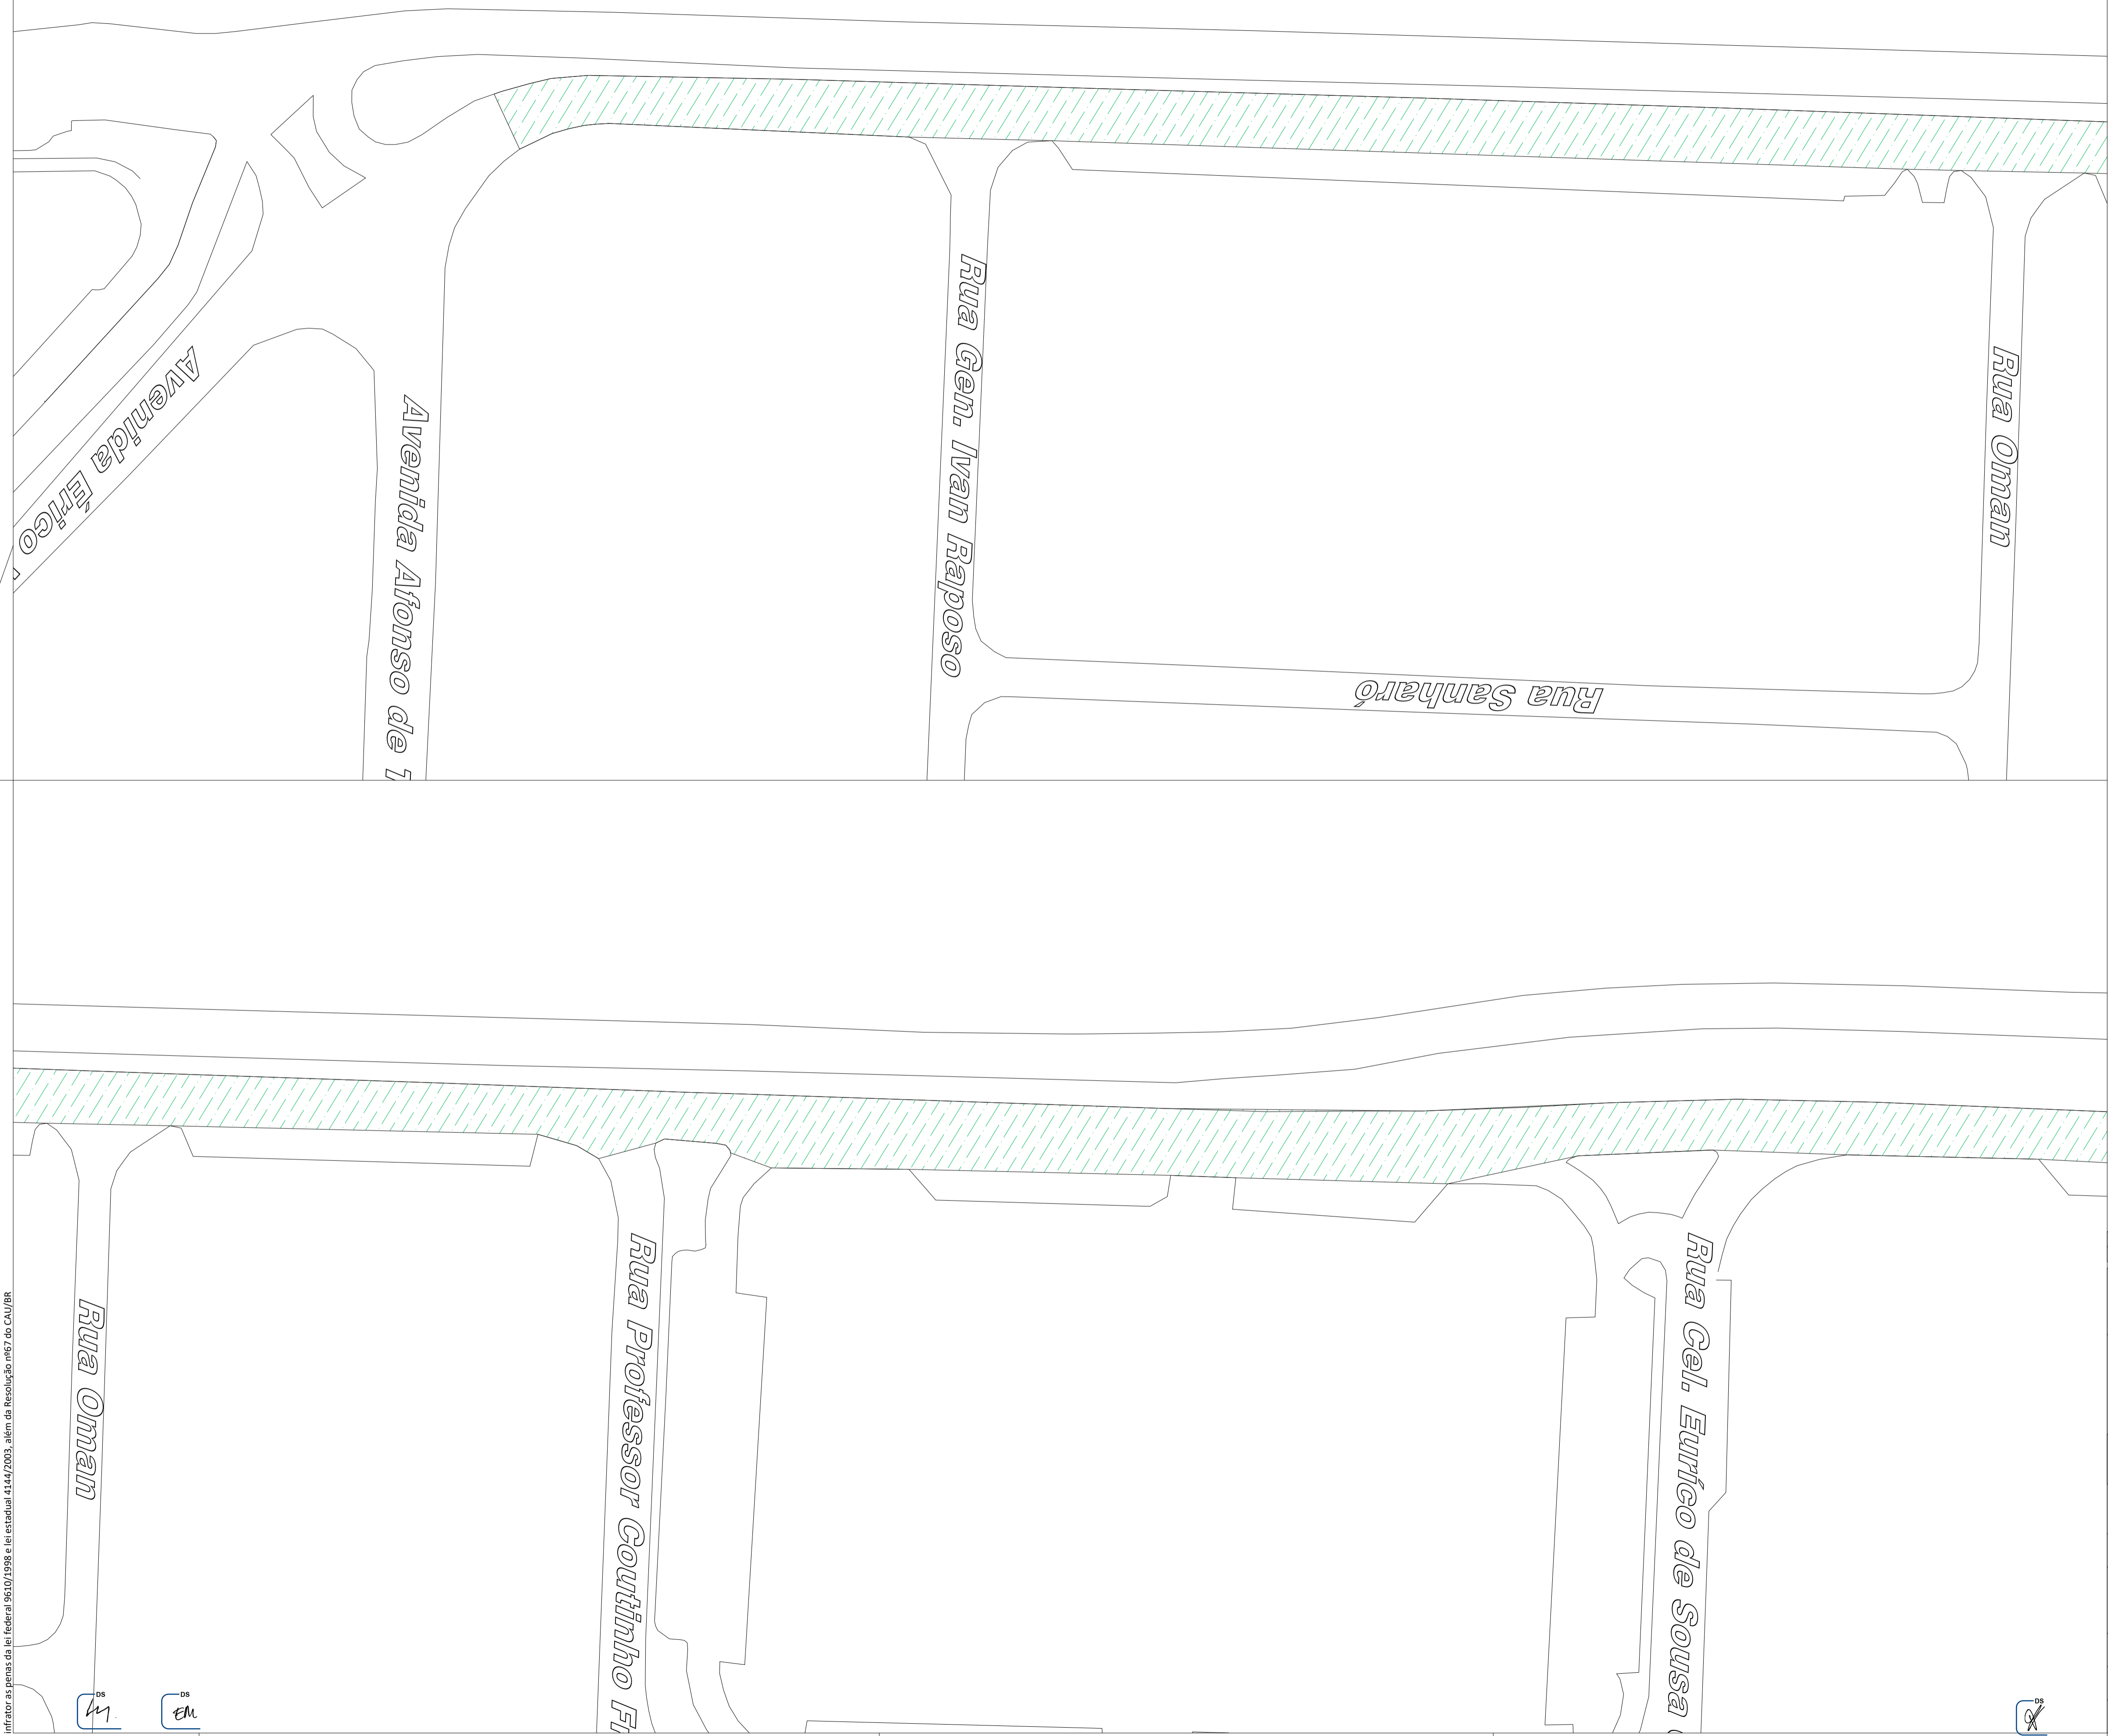 Avenida Érico
Avenida Afonso de
Rua Gen. Ivan Raposo
Rua Oman
Rua Sanharó
infrator as penas da lei federal 9610/1998 e lei estadual 4144/2003, além da Resolução nº67 do CAU/BR
Rua Oman
Rua Professor Coutinho
Rua Cel. Euríco de Sousa
DS
DS
EM
DS